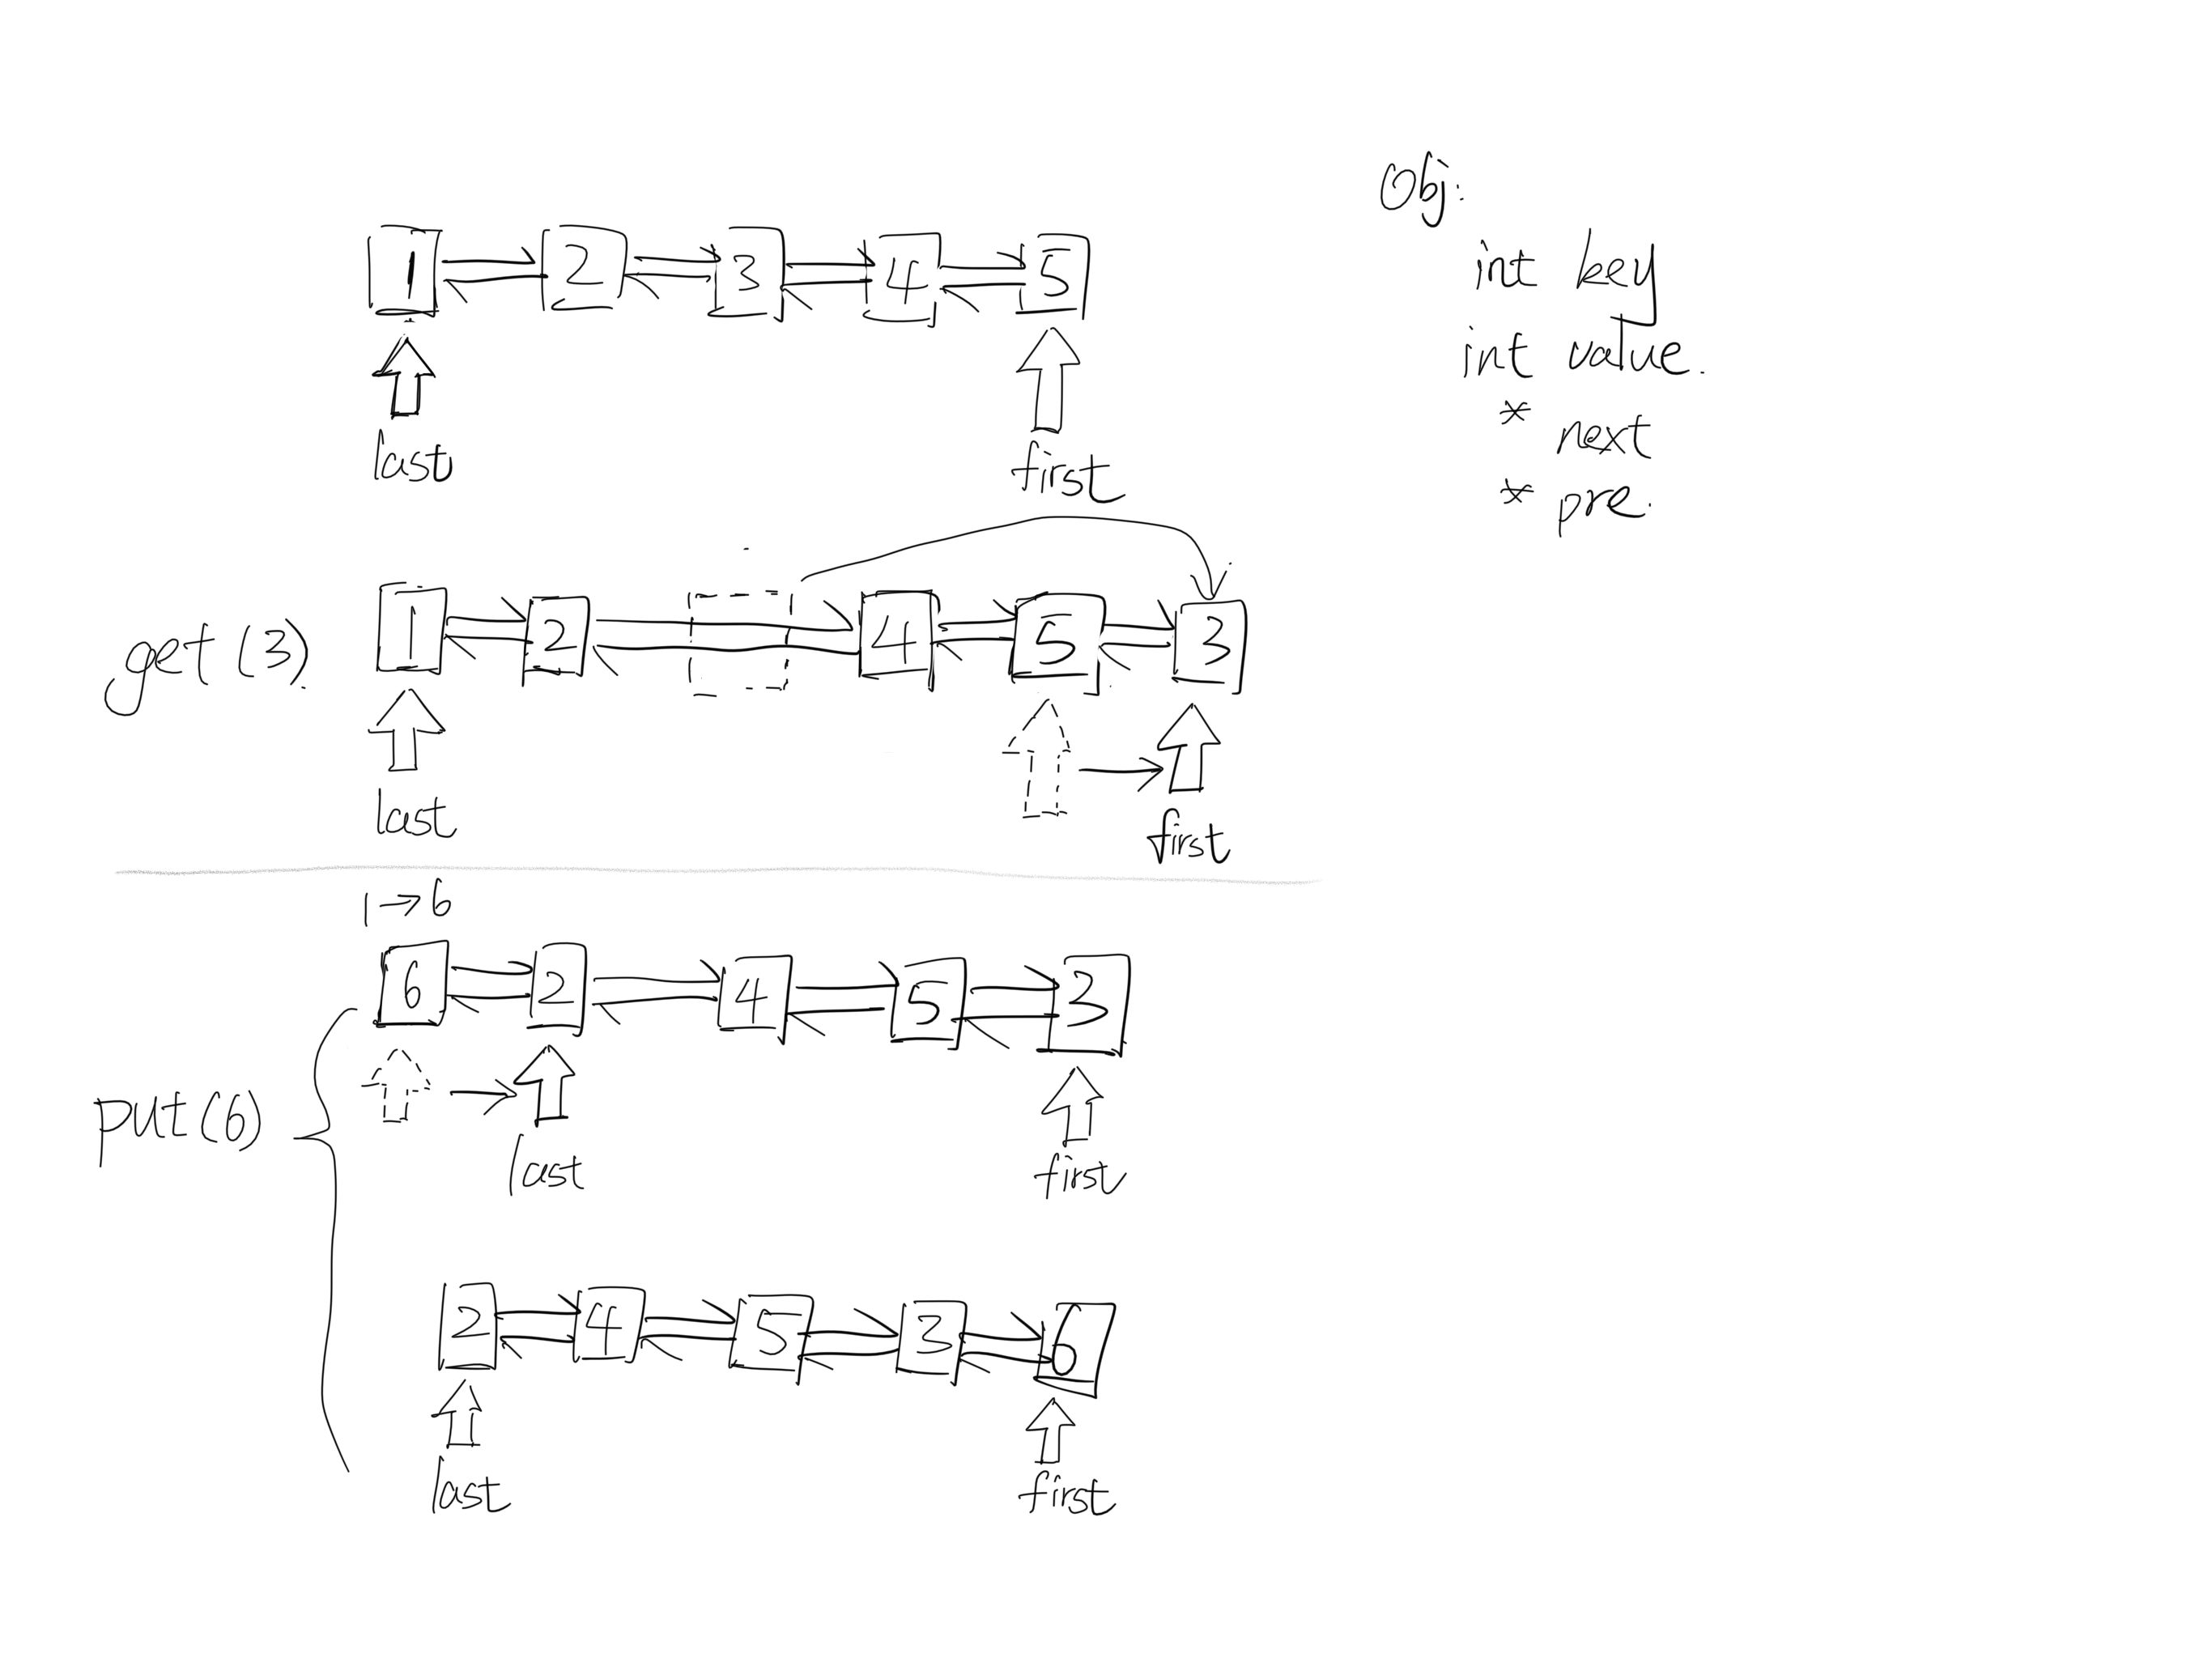 1 2 3 4 5
last first
Obj:
int key
int value.
* next
* pre.
get(3)
1 2 4 5 3
last first
1→6
6 2 4 5 3
put(6)
last first
2 4 5 3 6
last first